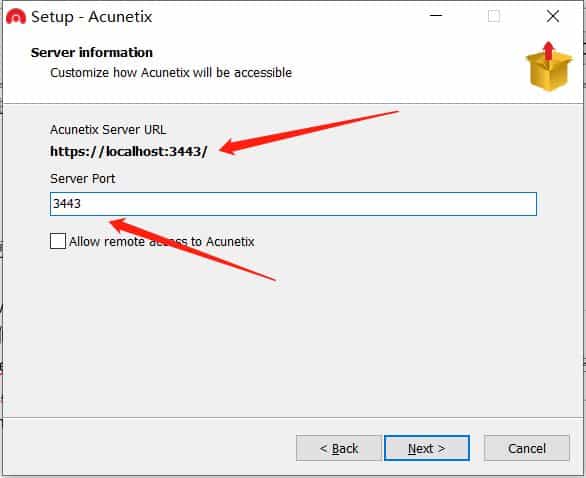 Setup - Acunetix
Server information
Customize how Acunetix will be accessible
Acunetix Server URL
https://localhost:3443/
Server Port
3443
Allow remote access to Acunetix
< Back
Next >
Cancel